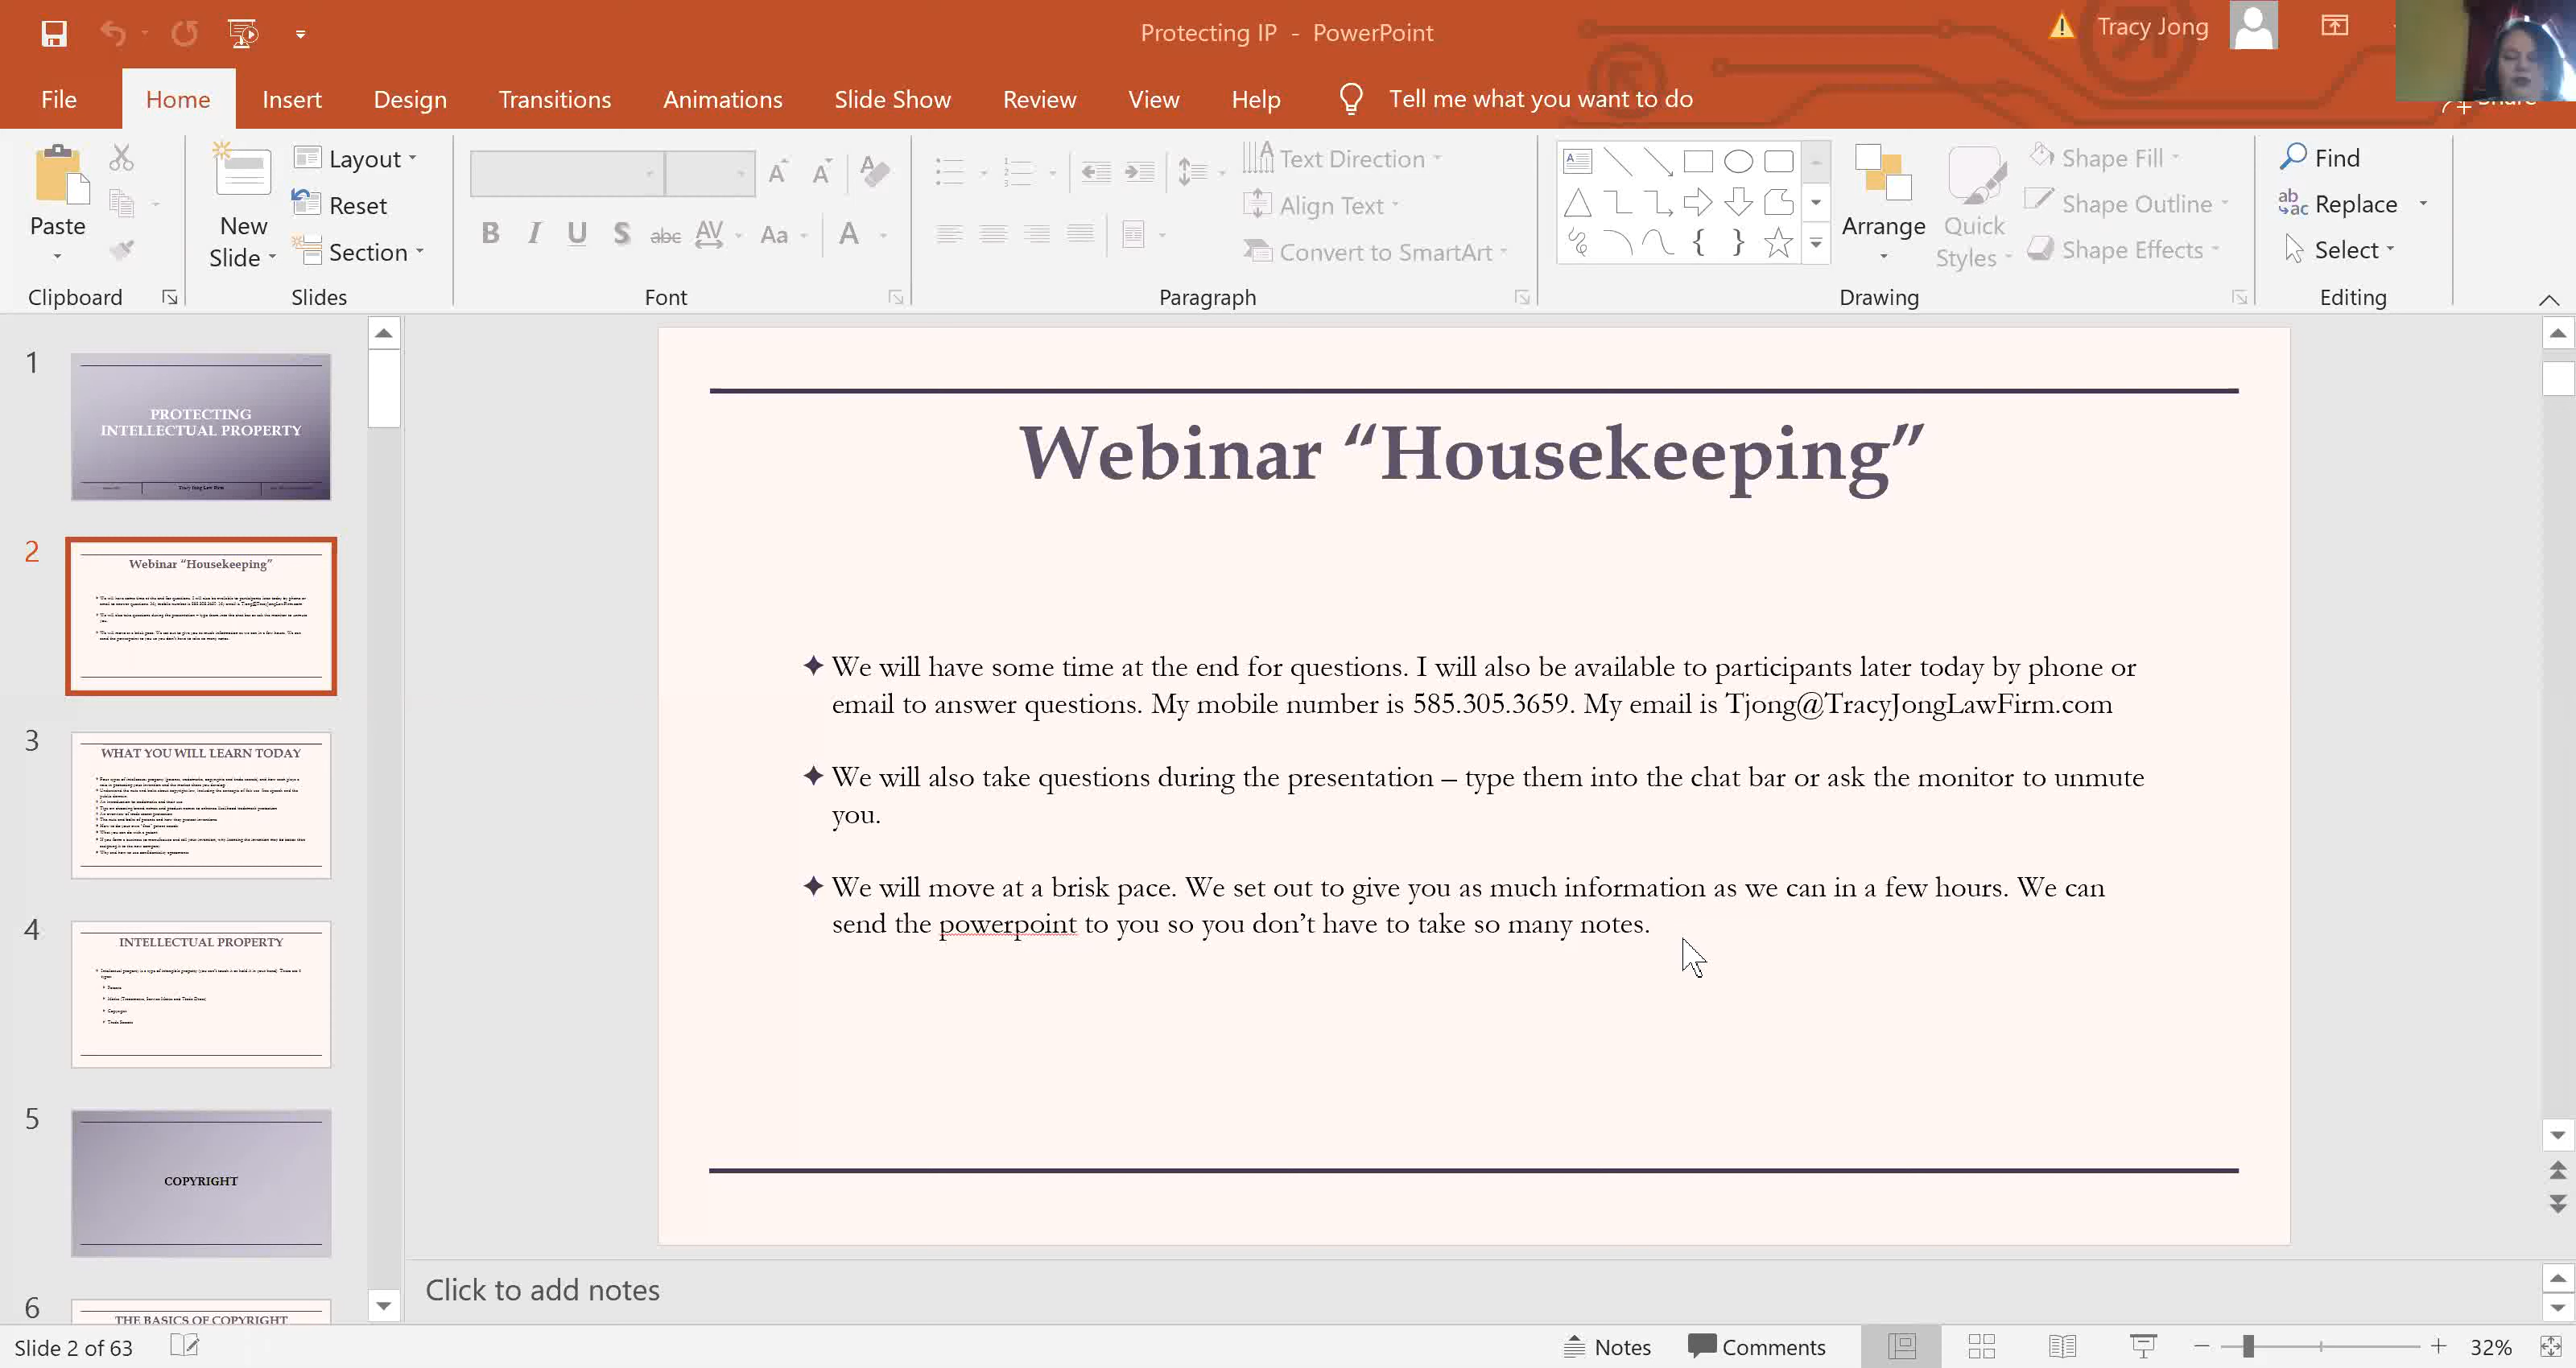 Protecting IP - PowerPoint
Tracy Jong
File Home Insert Design Transitions Animations Slide Show Review View Help Tell me what you want to do
Paste
New Slide
Layout
Reset
Section
Text Direction
Align Text
Convert to SmartArt
Arrange
Quick Styles
Shape Fill
Shape Outline
Shape Effects
Find
Replace
Select
Clipboard Slides Font Paragraph Drawing Editing
1
PROTECTING
INTELLECTUAL PROPERTY
Tracy Jong Law Firm
2
Webinar “Housekeeping”
3
WHAT YOU WILL LEARN TODAY
4
INTELLECTUAL PROPERTY
5
COPYRIGHT
6
THE BASICS OF COPYRIGHT
Webinar “Housekeeping”
We will have some time at the end for questions. I will also be available to participants later today by phone or
email to answer questions. My mobile number is 585.305.3659. My email is Tjong@TracyJongLawFirm.com
We will also take questions during the presentation – type them into the chat bar or ask the monitor to unmute
you.
We will move at a brisk pace. We set out to give you as much information as we can in a few hours. We can
send the powerpoint to you so you don’t have to take so many notes.
Click to add notes
Slide 2 of 63
Notes Comments 32%